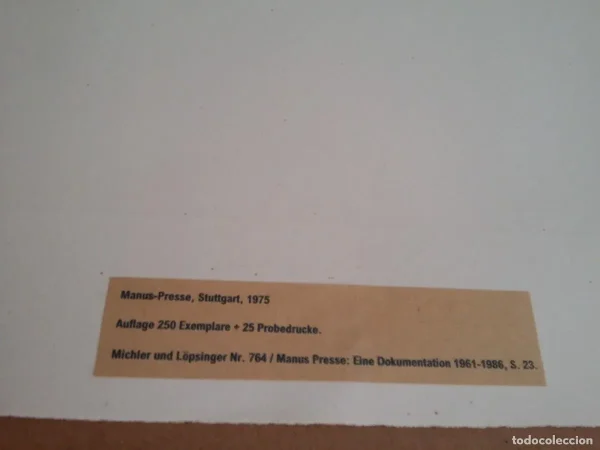 Manus-Presse, Stuttgart, 1975
Auflage 250 Exemplare + 25 Probedrucke.
Michler und Löpsinger Nr. 764 / Manus Presse: Eine Dokumentation 1961-1986, S. 23.
todocoleccion